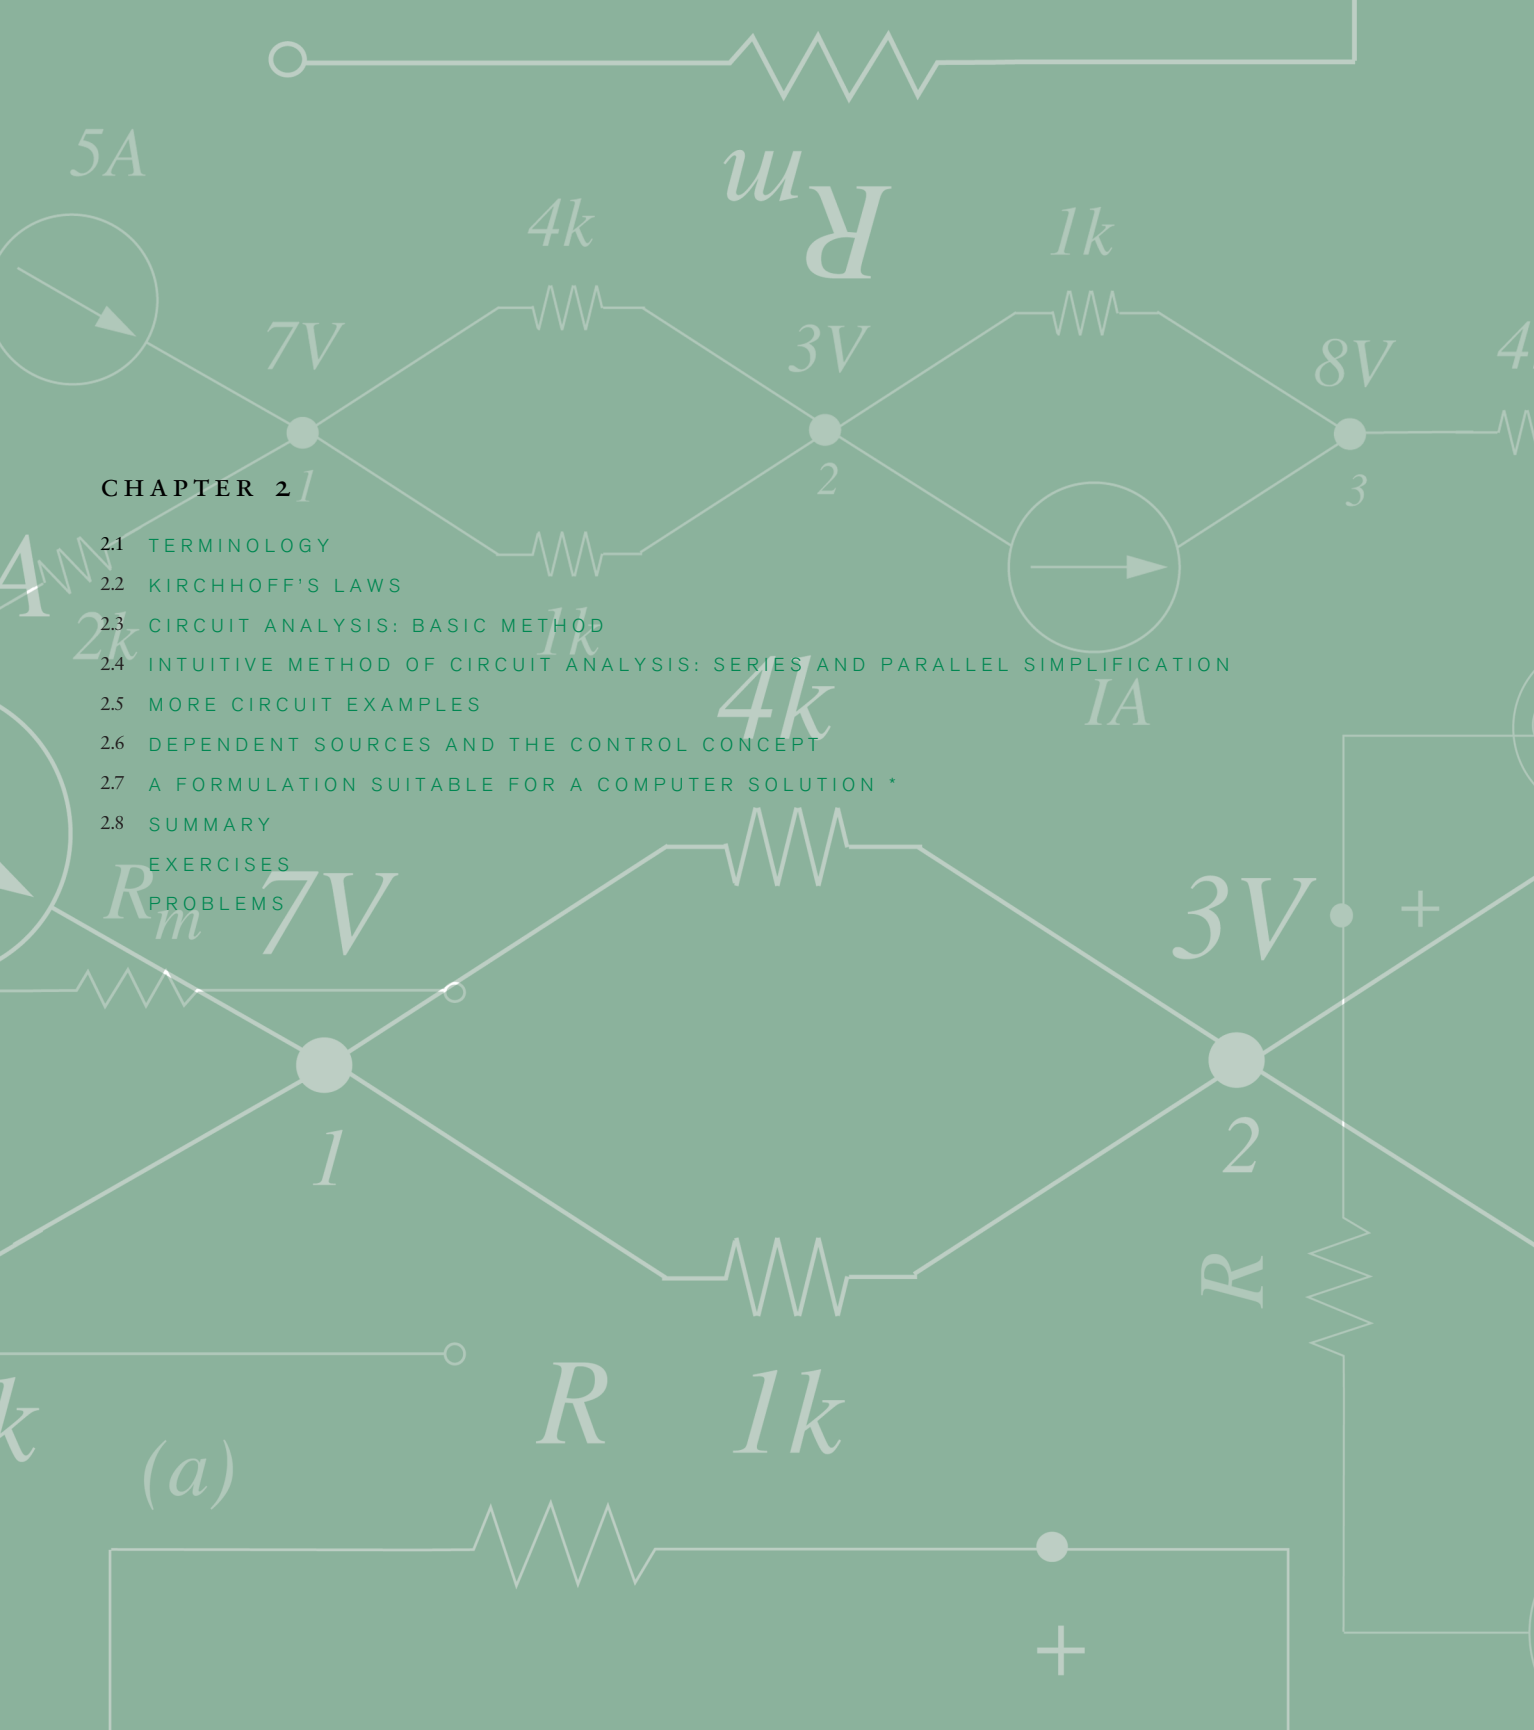 5A
m
R
4k
1k
7V
3V
8V
4
1
2
3
CHAPTER 2
A
2.1 TERMINOLOGY
2.2 KIRCHHOFF'S LAWS
2k
1k
2.3 CIRCUIT ANALYSIS: BASIC METHOD
2.4 INTUITIVE METHOD OF CIRCUIT ANALYSIS: SERIES AND PARALLEL SIMPLIFICATION
4k
1A
2.5 MORE CIRCUIT EXAMPLES
2.6 DEPENDENT SOURCES AND THE CONTROL CONCEPT
2.7 A FORMULATION SUITABLE FOR A COMPUTER SOLUTION *
2.8 SUMMARY
EXERCISES
PROBLEMS
Rm
7V
3V
+
1
2
R
R
1k
k
(a)
+